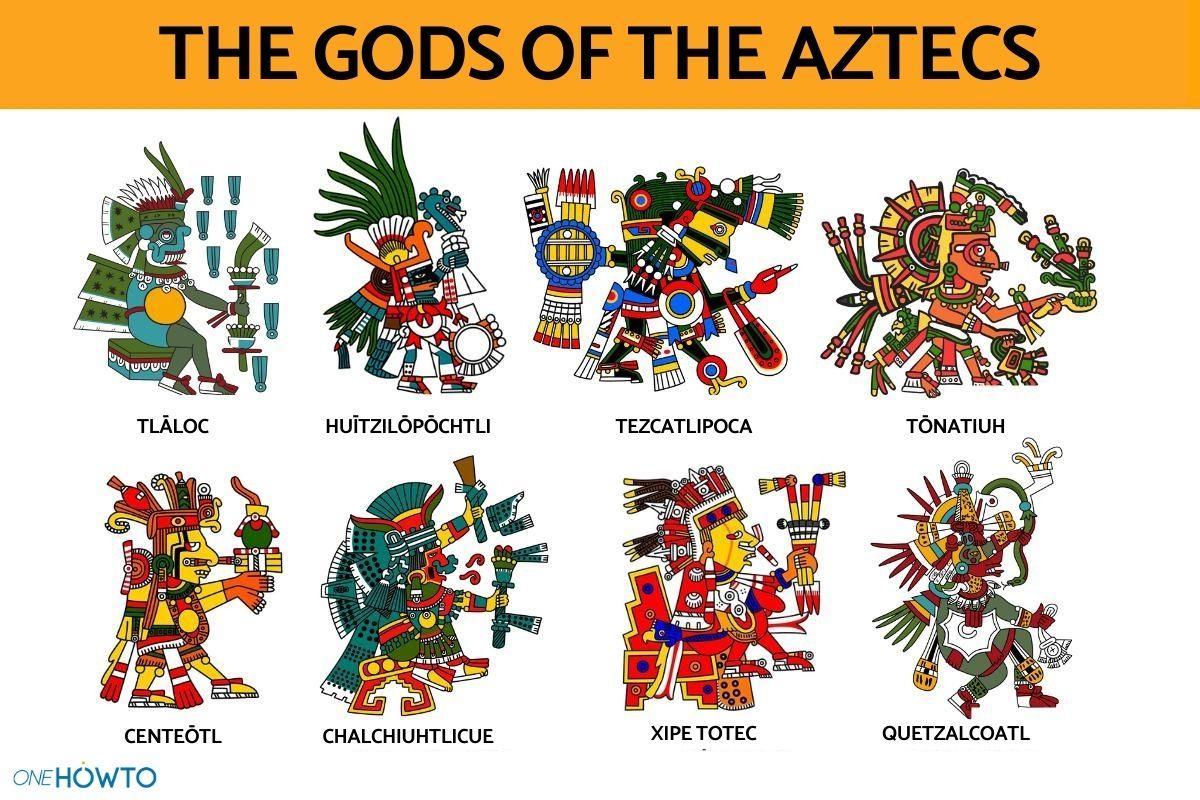 THE GODS OF THE AZTECS
TLĀLOC
HUĪTZILŌPŌCHTLI
TEZCATLIPOCA
TŌNATIUH
CENTEŌTL
CHALCHIUHTLICUE
XIPE TOTEC
QUETZALCOATL
ONEHOWTO